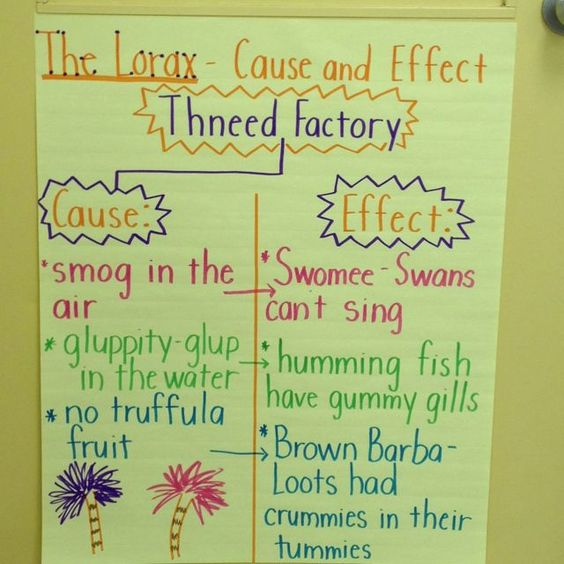 The Lorax - Cause and Effect
Thneed Factory
Cause:
*smog in the
air
*gluppity-glup
in the water
*no truffula
fruit
Effect:
*Swomee-Swans
can't sing
*humming fish
have gummy gills
*Brown Barba-
Loots had
crummies in their
tummies